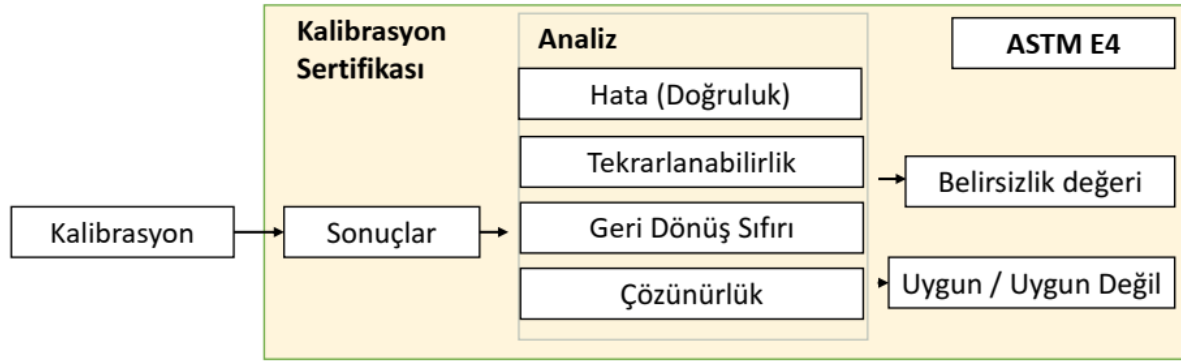 Kalibrasyon
Sertifikası
Analiz
ASTM E4
Hata (Doğruluk)
Tekrarlanabilirlik
Belirsizlik değeri
Kalibrasyon
Sonuçlar
Geri Dönüş Sıfırı
Çözünürlük
Uygun / Uygun Değil